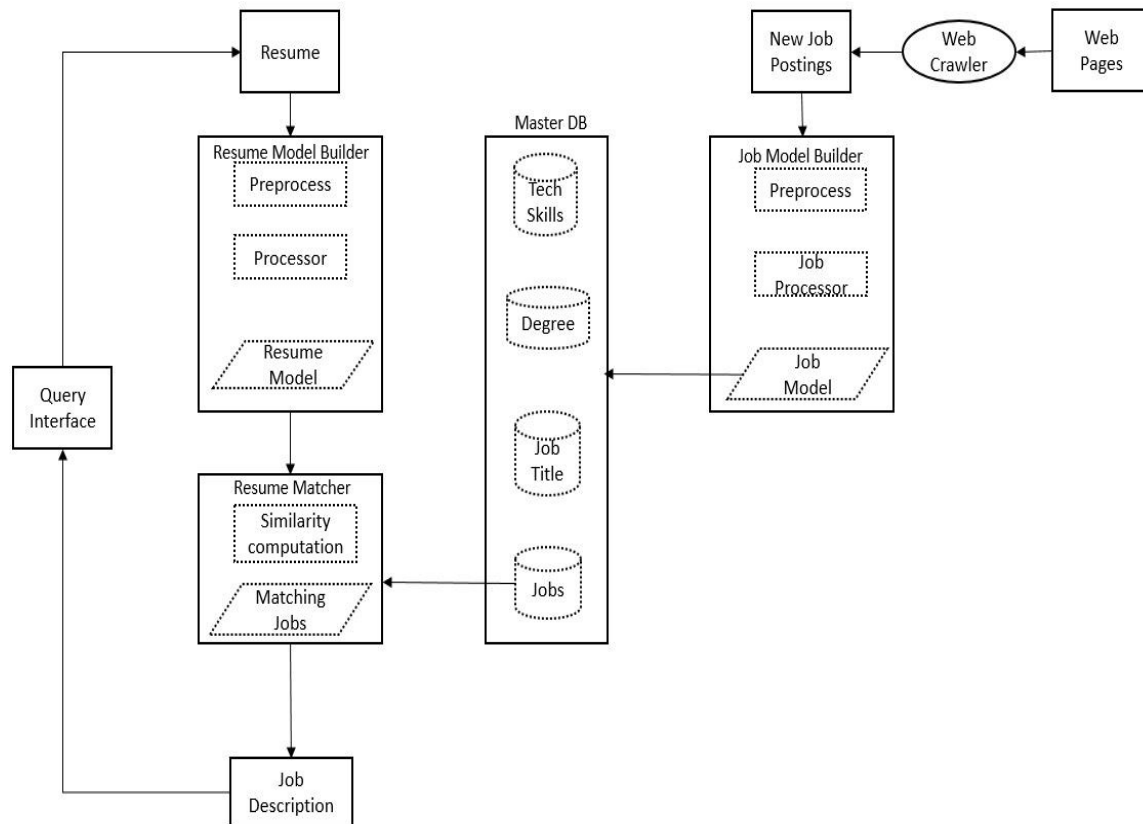 Resume
New Job
Postings
Web
Crawler
Web
Pages
Master DB
Resume Model Builder
Preprocess
Processor
Resume
Model
Tech
Skills
Degree
Job
Title
Jobs
Job Model Builder
Preprocess
Job
Processor
Job
Model
Query
Interface
Resume Matcher
Similarity
computation
Matching
Jobs
Job
Description